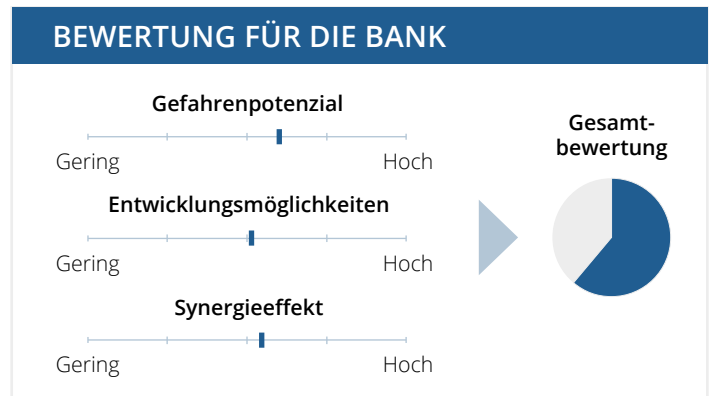 BEWERTUNG FÜR DIE BANK
Gefahrenpotenzial
Gering Hoch
Entwicklungsmöglichkeiten
Gering Hoch
Synergieeffekt
Gering Hoch
Gesamt-
bewertung